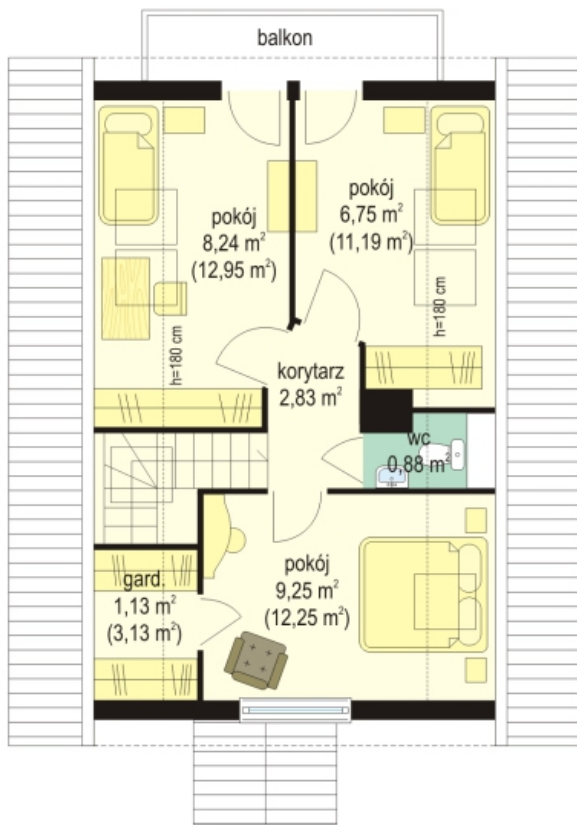 balkon
pokój
8,24 m²
(12,95 m²)
pokój
6,75 m²
(11,19 m²)
h=180 cm
h=180 cm
korytarz
2,83 m²
wc
0,88 m²
gard.
1,13 m²
(3,13 m²)
pokój
9,25 m²
(12,25 m²)